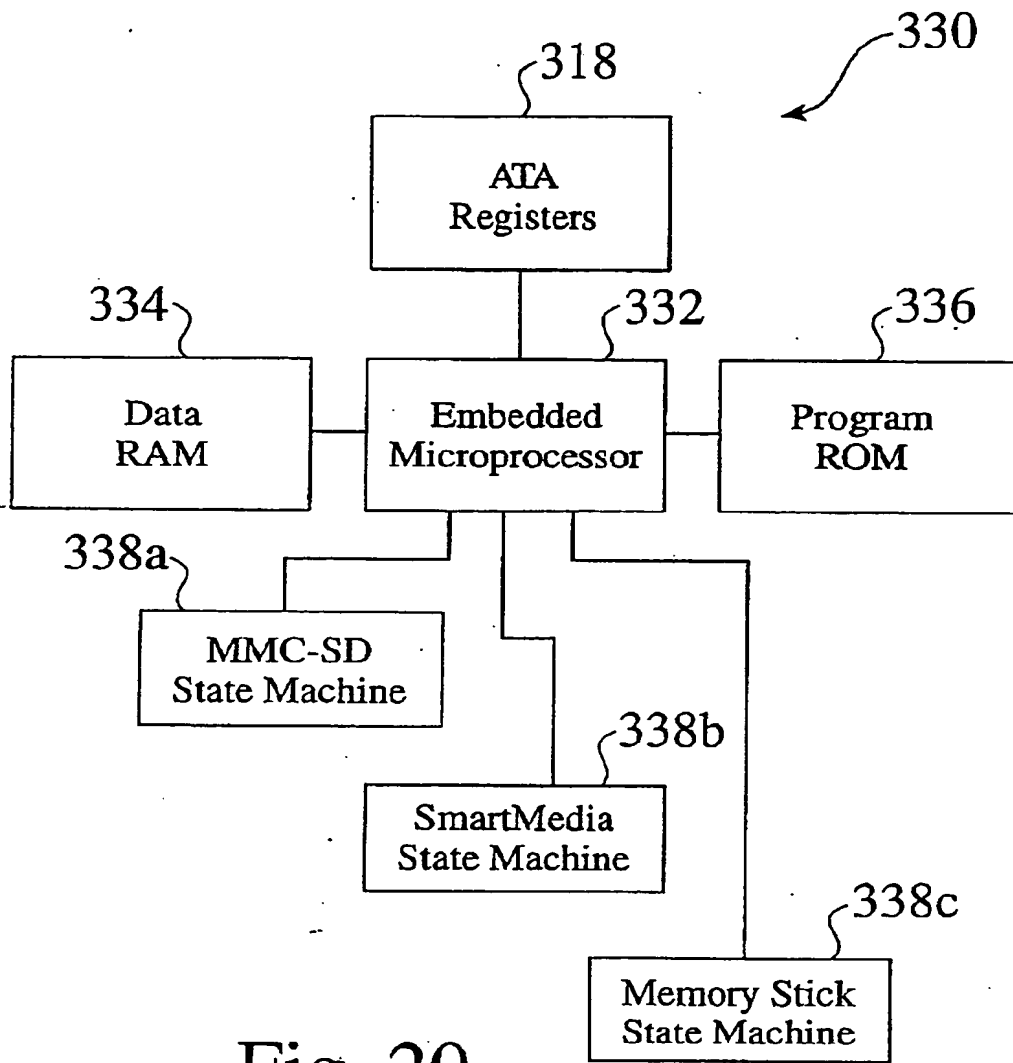 330
318
ATA
Registers
334
332
336
Data
RAM
Embedded
Microprocessor
Program
ROM
338a
MMC-SD
State Machine
338b
SmartMedia
State Machine
338c
Memory Stick
State Machine
Fig. 20